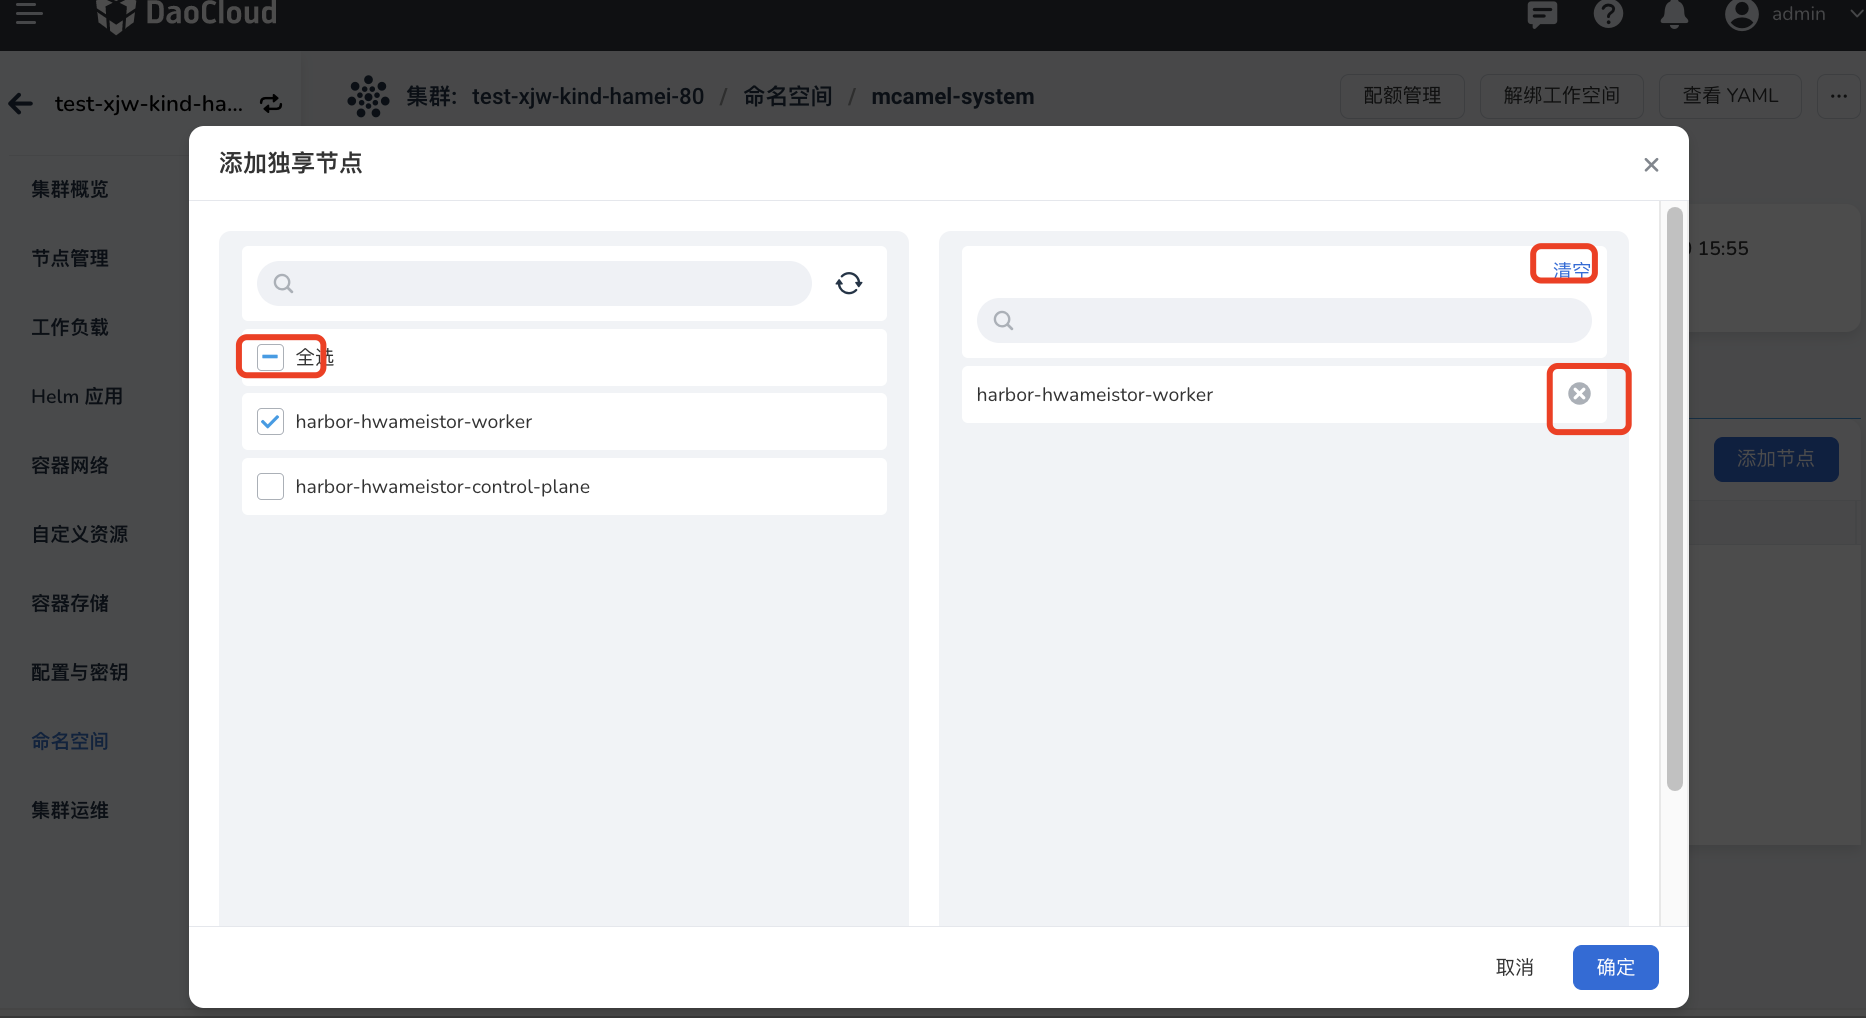 DaoCloud
admin
test-xjw-kind-ha...
集群: test-xjw-kind-hamei-80 / 命名空间 / mcamel-system
配额管理
解绑工作空间
查看 YAML
集群概览
节点管理
工作负载
Helm 应用
容器网络
自定义资源
容器存储
配置与密钥
命名空间
集群运维
15:55
添加节点
添加独享节点
全选
harbor-hwameistor-worker
harbor-hwameistor-control-plane
清空
harbor-hwameistor-worker
取消
确定